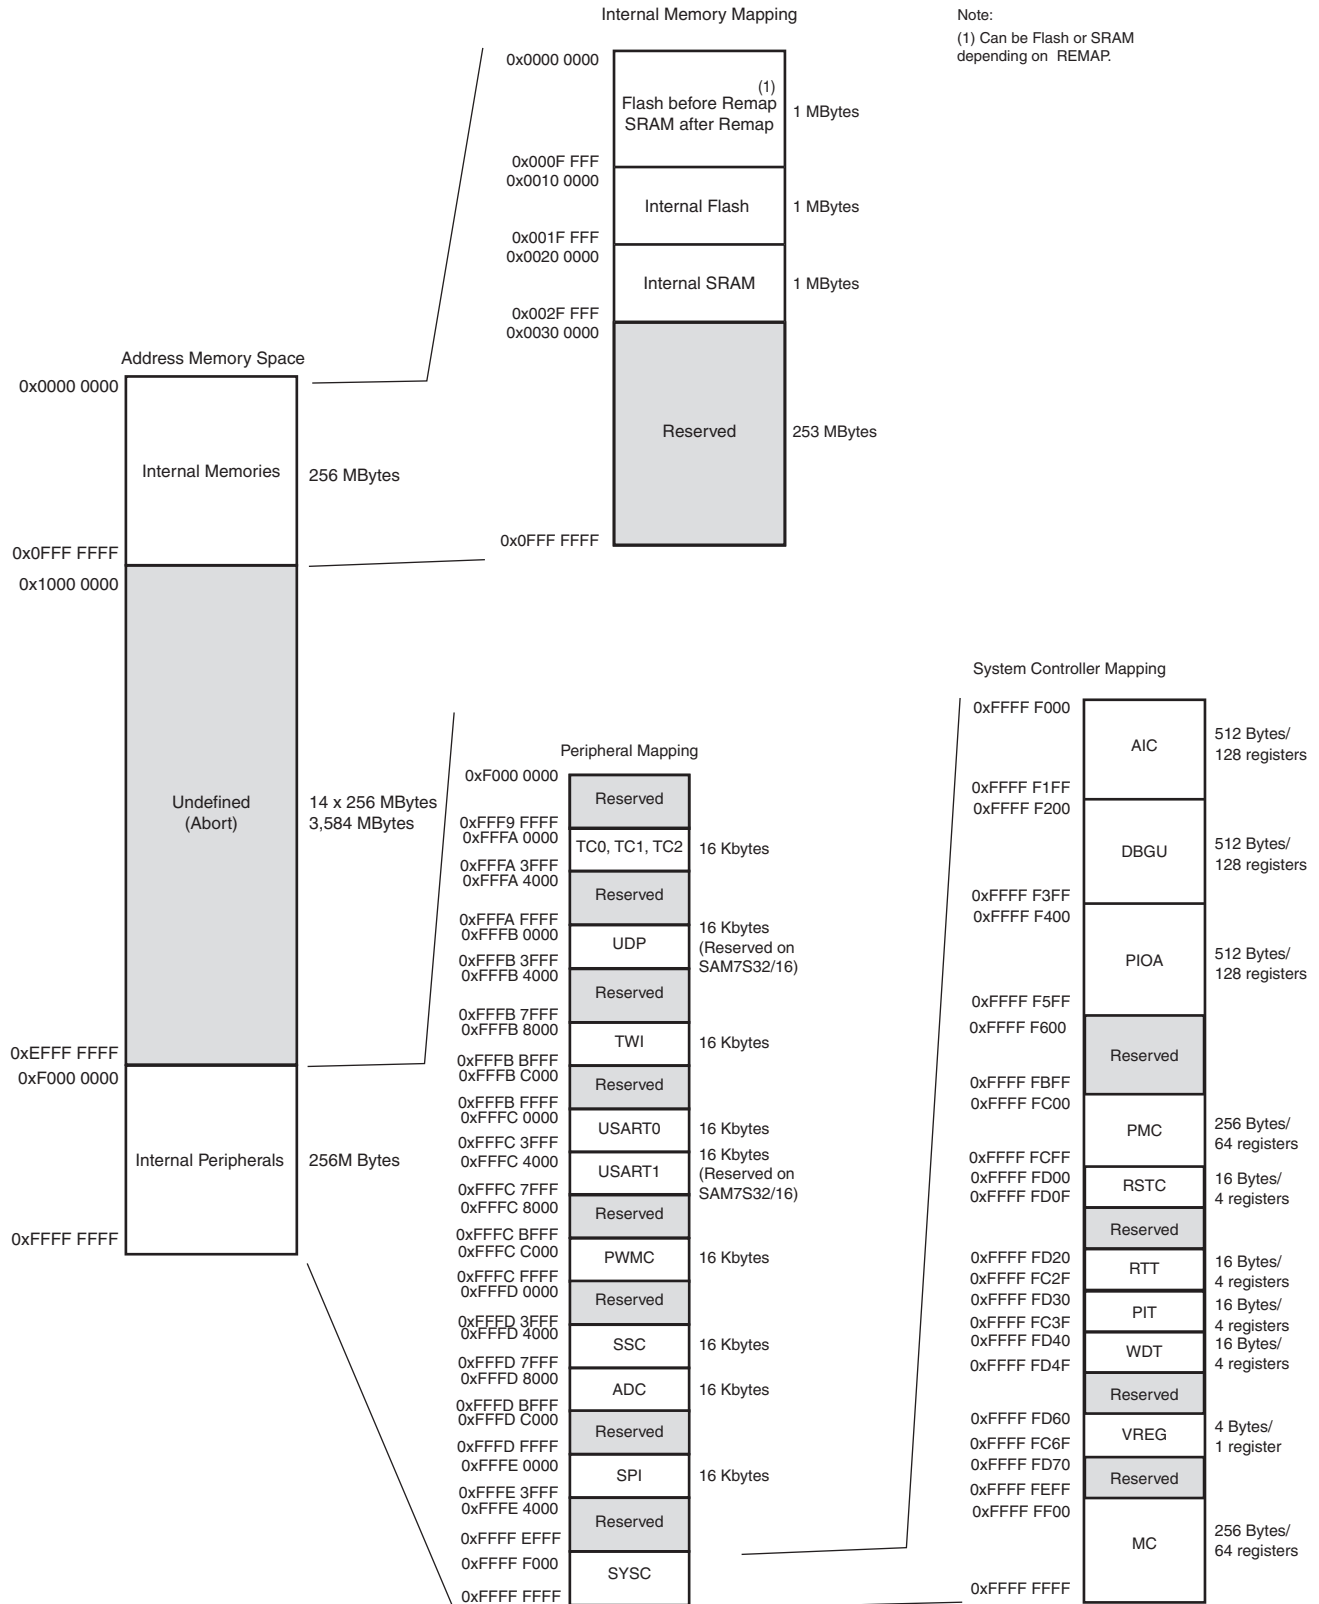 Internal Memory Mapping
Note:
(1) Can be Flash or SRAM
depending on REMAP.
0x0000 0000
(1)
Flash before Remap
SRAM after Remap
1 MBytes
0x000F FFF
0x0010 0000
Internal Flash
1 MBytes
0x001F FFF
0x0020 0000
Internal SRAM
1 MBytes
0x002F FFF
0x0030 0000
Reserved
253 MBytes
0x0FFF FFFF
Address Memory Space
0x0000 0000
Internal Memories
256 MBytes
0x0FFF FFFF
0x1000 0000
Undefined
(Abort)
14 x 256 MBytes
3,584 MBytes
0xEFFF FFFF
0xF000 0000
Internal Peripherals
256M Bytes
0xFFFF FFFF
Peripheral Mapping
0xF000 0000
Reserved
0xFFF9 FFFF
0xFFFA 0000
TC0, TC1, TC2
16 Kbytes
0xFFFA 3FFF
0xFFFA 4000
Reserved
0xFFFA FFFF
0xFFFB 0000
UDP
16 Kbytes
(Reserved on
SAM7S32/16)
0xFFFB 3FFF
0xFFFB 4000
Reserved
0xFFFB 7FFF
0xFFFB 8000
TWI
16 Kbytes
0xFFFB BFFF
0xFFFB C000
Reserved
0xFFFB FFFF
0xFFFC 0000
USART0
16 Kbytes
0xFFFC 3FFF
0xFFFC 4000
USART1
16 Kbytes
(Reserved on
SAM7S32/16)
0xFFFC 7FFF
0xFFFC 8000
Reserved
0xFFFC BFFF
0xFFFC C000
PWMC
16 Kbytes
0xFFFC FFFF
0xFFFD 0000
Reserved
0xFFFD 3FFF
0xFFFD 4000
SSC
16 Kbytes
0xFFFD 7FFF
0xFFFD 8000
ADC
16 Kbytes
0xFFFD BFFF
0xFFFD C000
Reserved
0xFFFD FFFF
0xFFFE 0000
SPI
16 Kbytes
0xFFFE 3FFF
0xFFFE 4000
Reserved
0xFFFF EFFF
0xFFFF F000
SYSC
0xFFFF FFFF
System Controller Mapping
0xFFFF F000
AIC
512 Bytes/
128 registers
0xFFFF F1FF
0xFFFF F200
DBGU
512 Bytes/
128 registers
0xFFFF F3FF
0xFFFF F400
PIOA
512 Bytes/
128 registers
0xFFFF F5FF
0xFFFF F600
Reserved
0xFFFF FBFF
0xFFFF FC00
PMC
256 Bytes/
64 registers
0xFFFF FCFF
0xFFFF FD00
RSTC
16 Bytes/
4 registers
0xFFFF FD0F
Reserved
0xFFFF FD20
RTT
16 Bytes/
4 registers
0xFFFF FC2F
0xFFFF FD30
PIT
16 Bytes/
4 registers
0xFFFF FC3F
0xFFFF FD40
WDT
16 Bytes/
4 registers
0xFFFF FD4F
Reserved
0xFFFF FD60
VREG
4 Bytes/
1 register
0xFFFF FC6F
0xFFFF FD70
Reserved
0xFFFF FEFF
0xFFFF FF00
MC
256 Bytes/
64 registers
0xFFFF FFFF